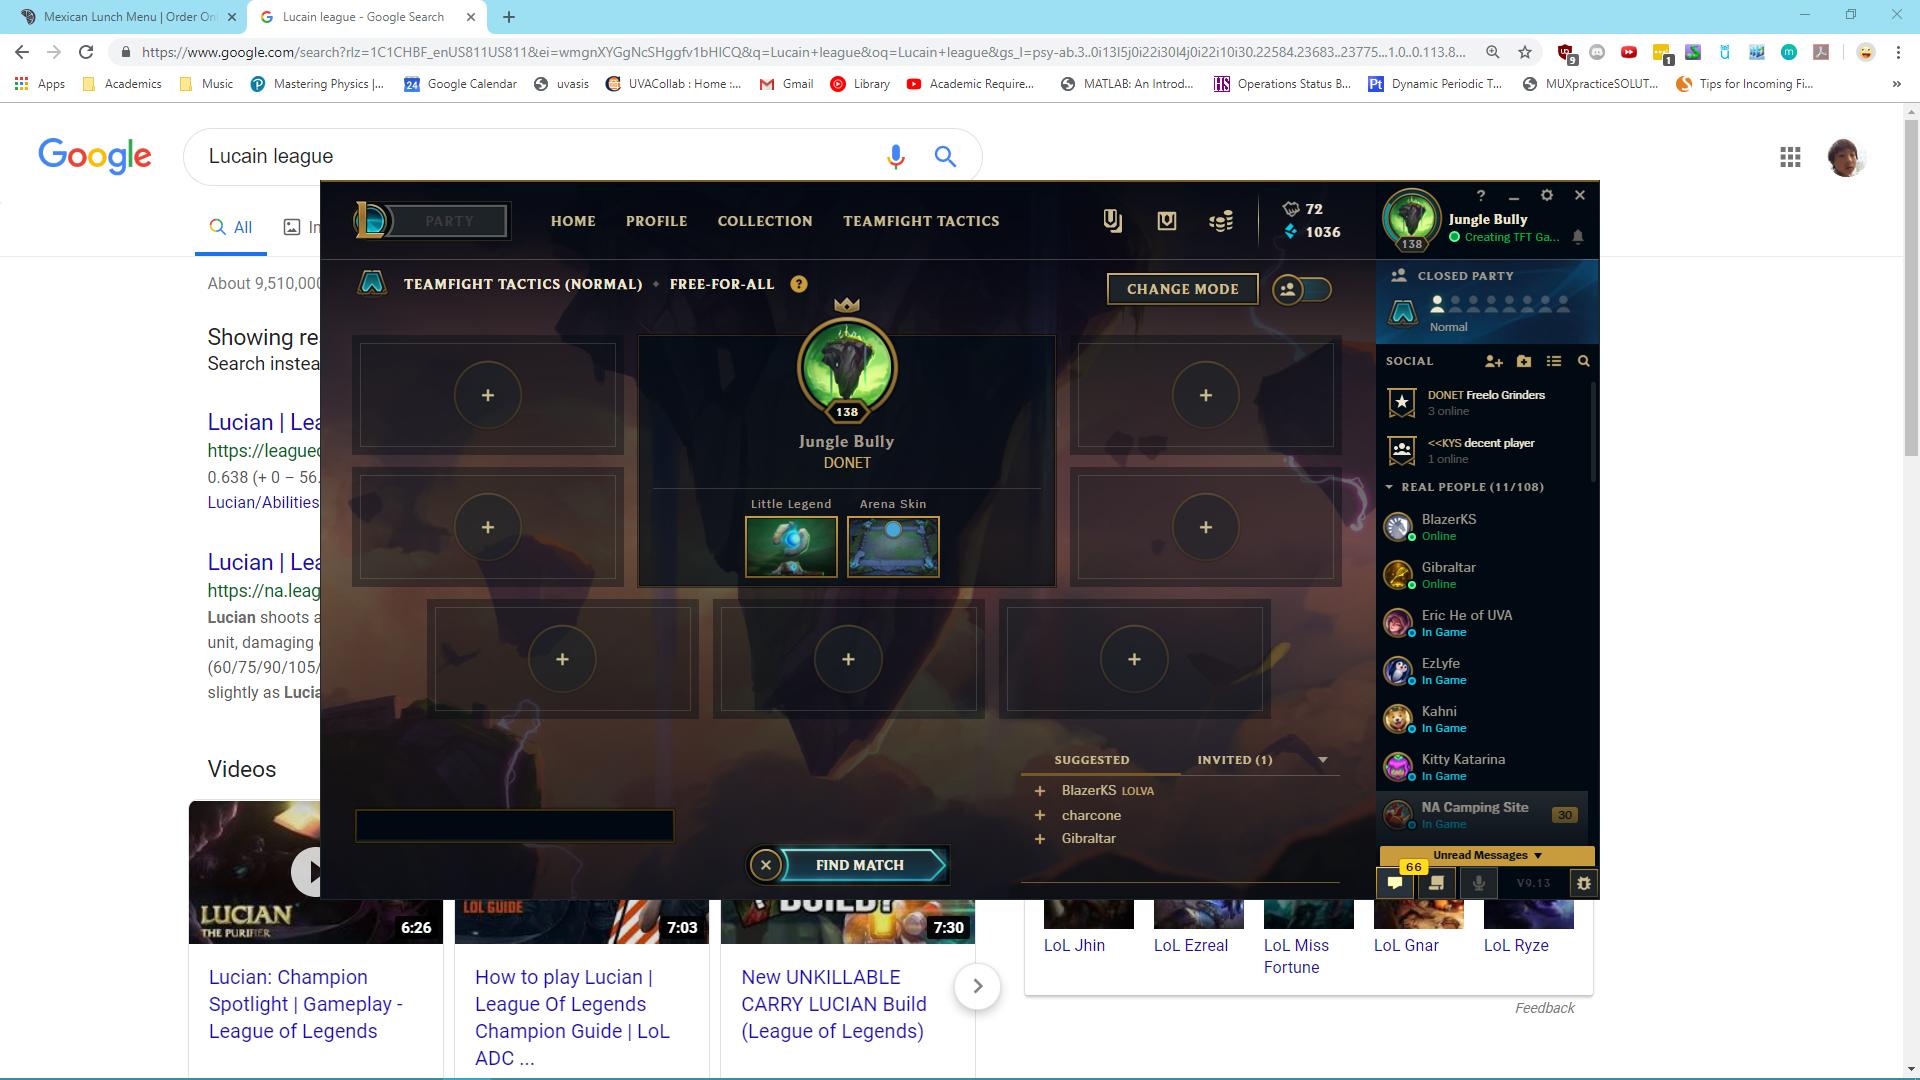 Mexican Lunch Menu | Order Onl
Lucain league - Google Search
https://www.google.com/search?rlz=1C1CHBF_enUS811US811&ei=wmgnXYGgNcSHggfv1bHICQ&q=Lucain+league&oq=Lucain+league&gs_l=psy-ab.3..0i13l5j0i22i30l4j0i22i10i30.22584.23683..23775...1.0..0.113.8...
9
1
Apps
Academics
Music
Mastering Physics |...
24
Google Calendar
uvasis
UVACollab : Home :...
Gmail
Library
Academic Require...
MATLAB: An Introd...
HS
Operations Status B...
Pt
Dynamic Periodic T...
MUXpracticeSOLUT...
Tips for Incoming Fi...
Google
Lucain league
All
In
About 9,510,000
Showing re
Search instea
Lucian | Lea
https://leagueo
0.638 (+ 0 – 56.
Lucian/Abilities
Lucian | Lea
https://na.leag
Lucian shoots a
unit, damaging
(60/75/90/105/
slightly as Lucia
Videos
PARTY
HOME
PROFILE
COLLECTION
TEAMFIGHT TACTICS
72
1036
138
Jungle Bully
Creating TFT Ga...
TEAMFIGHT TACTICS (NORMAL) FREE-FOR-ALL ?
CHANGE MODE
CLOSED PARTY
Normal
138
Jungle Bully
DONET
Little Legend
Arena Skin
SOCIAL
DONET Freelo Grinders
3 online
<<KYS decent player
1 online
REAL PEOPLE (11/108)
BlazerKS
Online
Gibraltar
Online
Eric He of UVA
In Game
EzLyfe
In Game
Kahni
In Game
Kitty Katarina
In Game
NA Camping Site
In Game
30
Unread Messages
66
V9.13
SUGGESTED
INVITED (1)
BlazerKS LOLVA
charcone
Gibraltar
FIND MATCH
LUCIAN
THE PURIFIER
6:26
LOL GUIDE
7:03
BUILD?
7:30
Lucian: Champion
Spotlight | Gameplay -
League of Legends
How to play Lucian |
League Of Legends
Champion Guide | LoL
ADC ...
New UNKILLABLE
CARRY LUCIAN Build
(League of Legends)
LoL Jhin
LoL Ezreal
LoL Miss
Fortune
LoL Gnar
LoL Ryze
Feedback